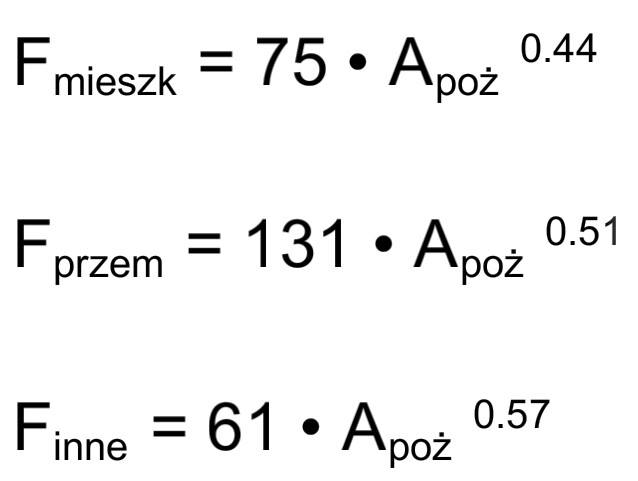 Fmieszk = 75 • Apoż 0.44
Fprzem = 131 • Apoż 0.51
Finne = 61 • Apoż 0.57